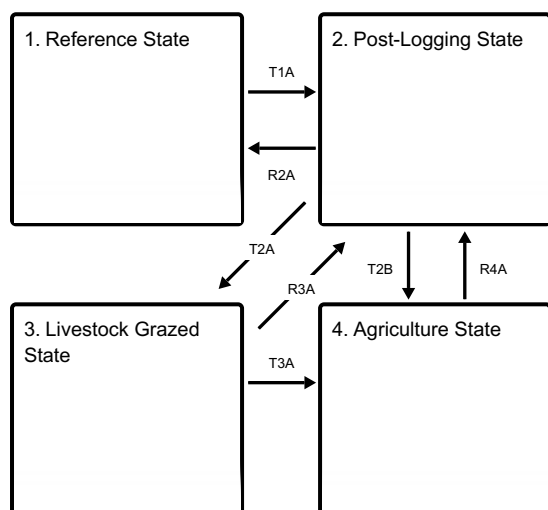 1. Reference State
2. Post-Logging State
T1A
R2A
T2A
R3A
T2B
R4A
3. Livestock Grazed
State
4. Agriculture State
T3A